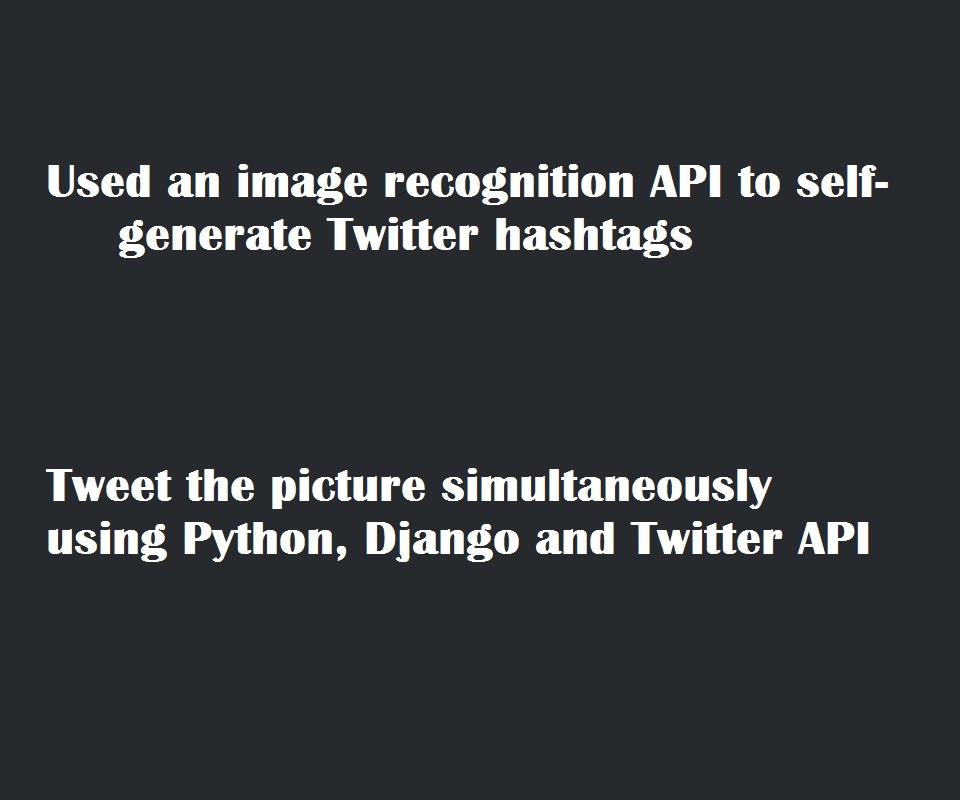 Used an image recognition API to self-
generate Twitter hashtags
Tweet the picture simultaneously
using Python, Django and Twitter API